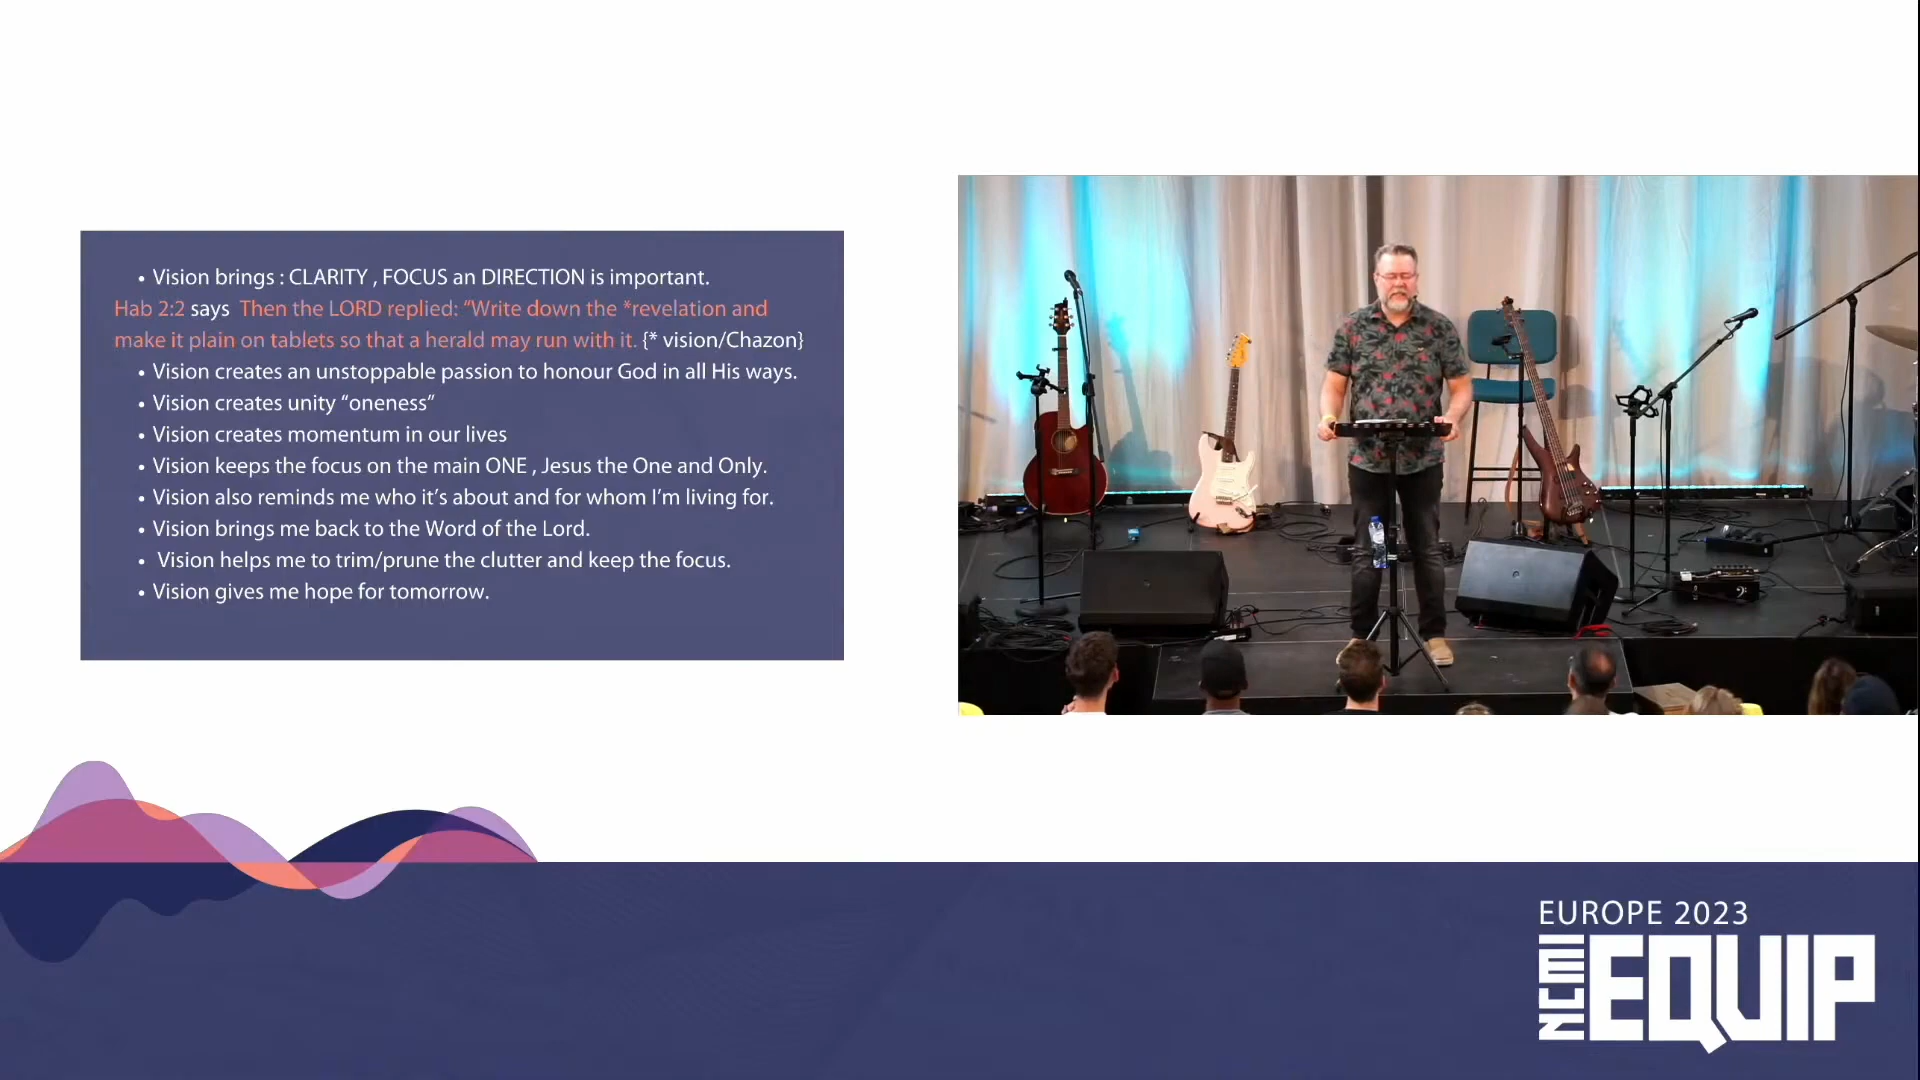 • Vision brings : CLARITY , FOCUS an DIRECTION is important.
Hab 2:2 says  Then the LORD replied: “Write down the *revelation and
make it plain on tablets so that a herald may run with it. {* vision/Chazon}
• Vision creates an unstoppable passion to honour God in all His ways.
• Vision creates unity “oneness”
• Vision creates momentum in our lives
• Vision keeps the focus on the main ONE , Jesus the One and Only.
• Vision also reminds me who it’s about and for whom I’m living for.
• Vision brings me back to the Word of the Lord.
•  Vision helps me to trim/prune the clutter and keep the focus.
• Vision gives me hope for tomorrow.
EUROPE 2023
NCMI
EQUIP